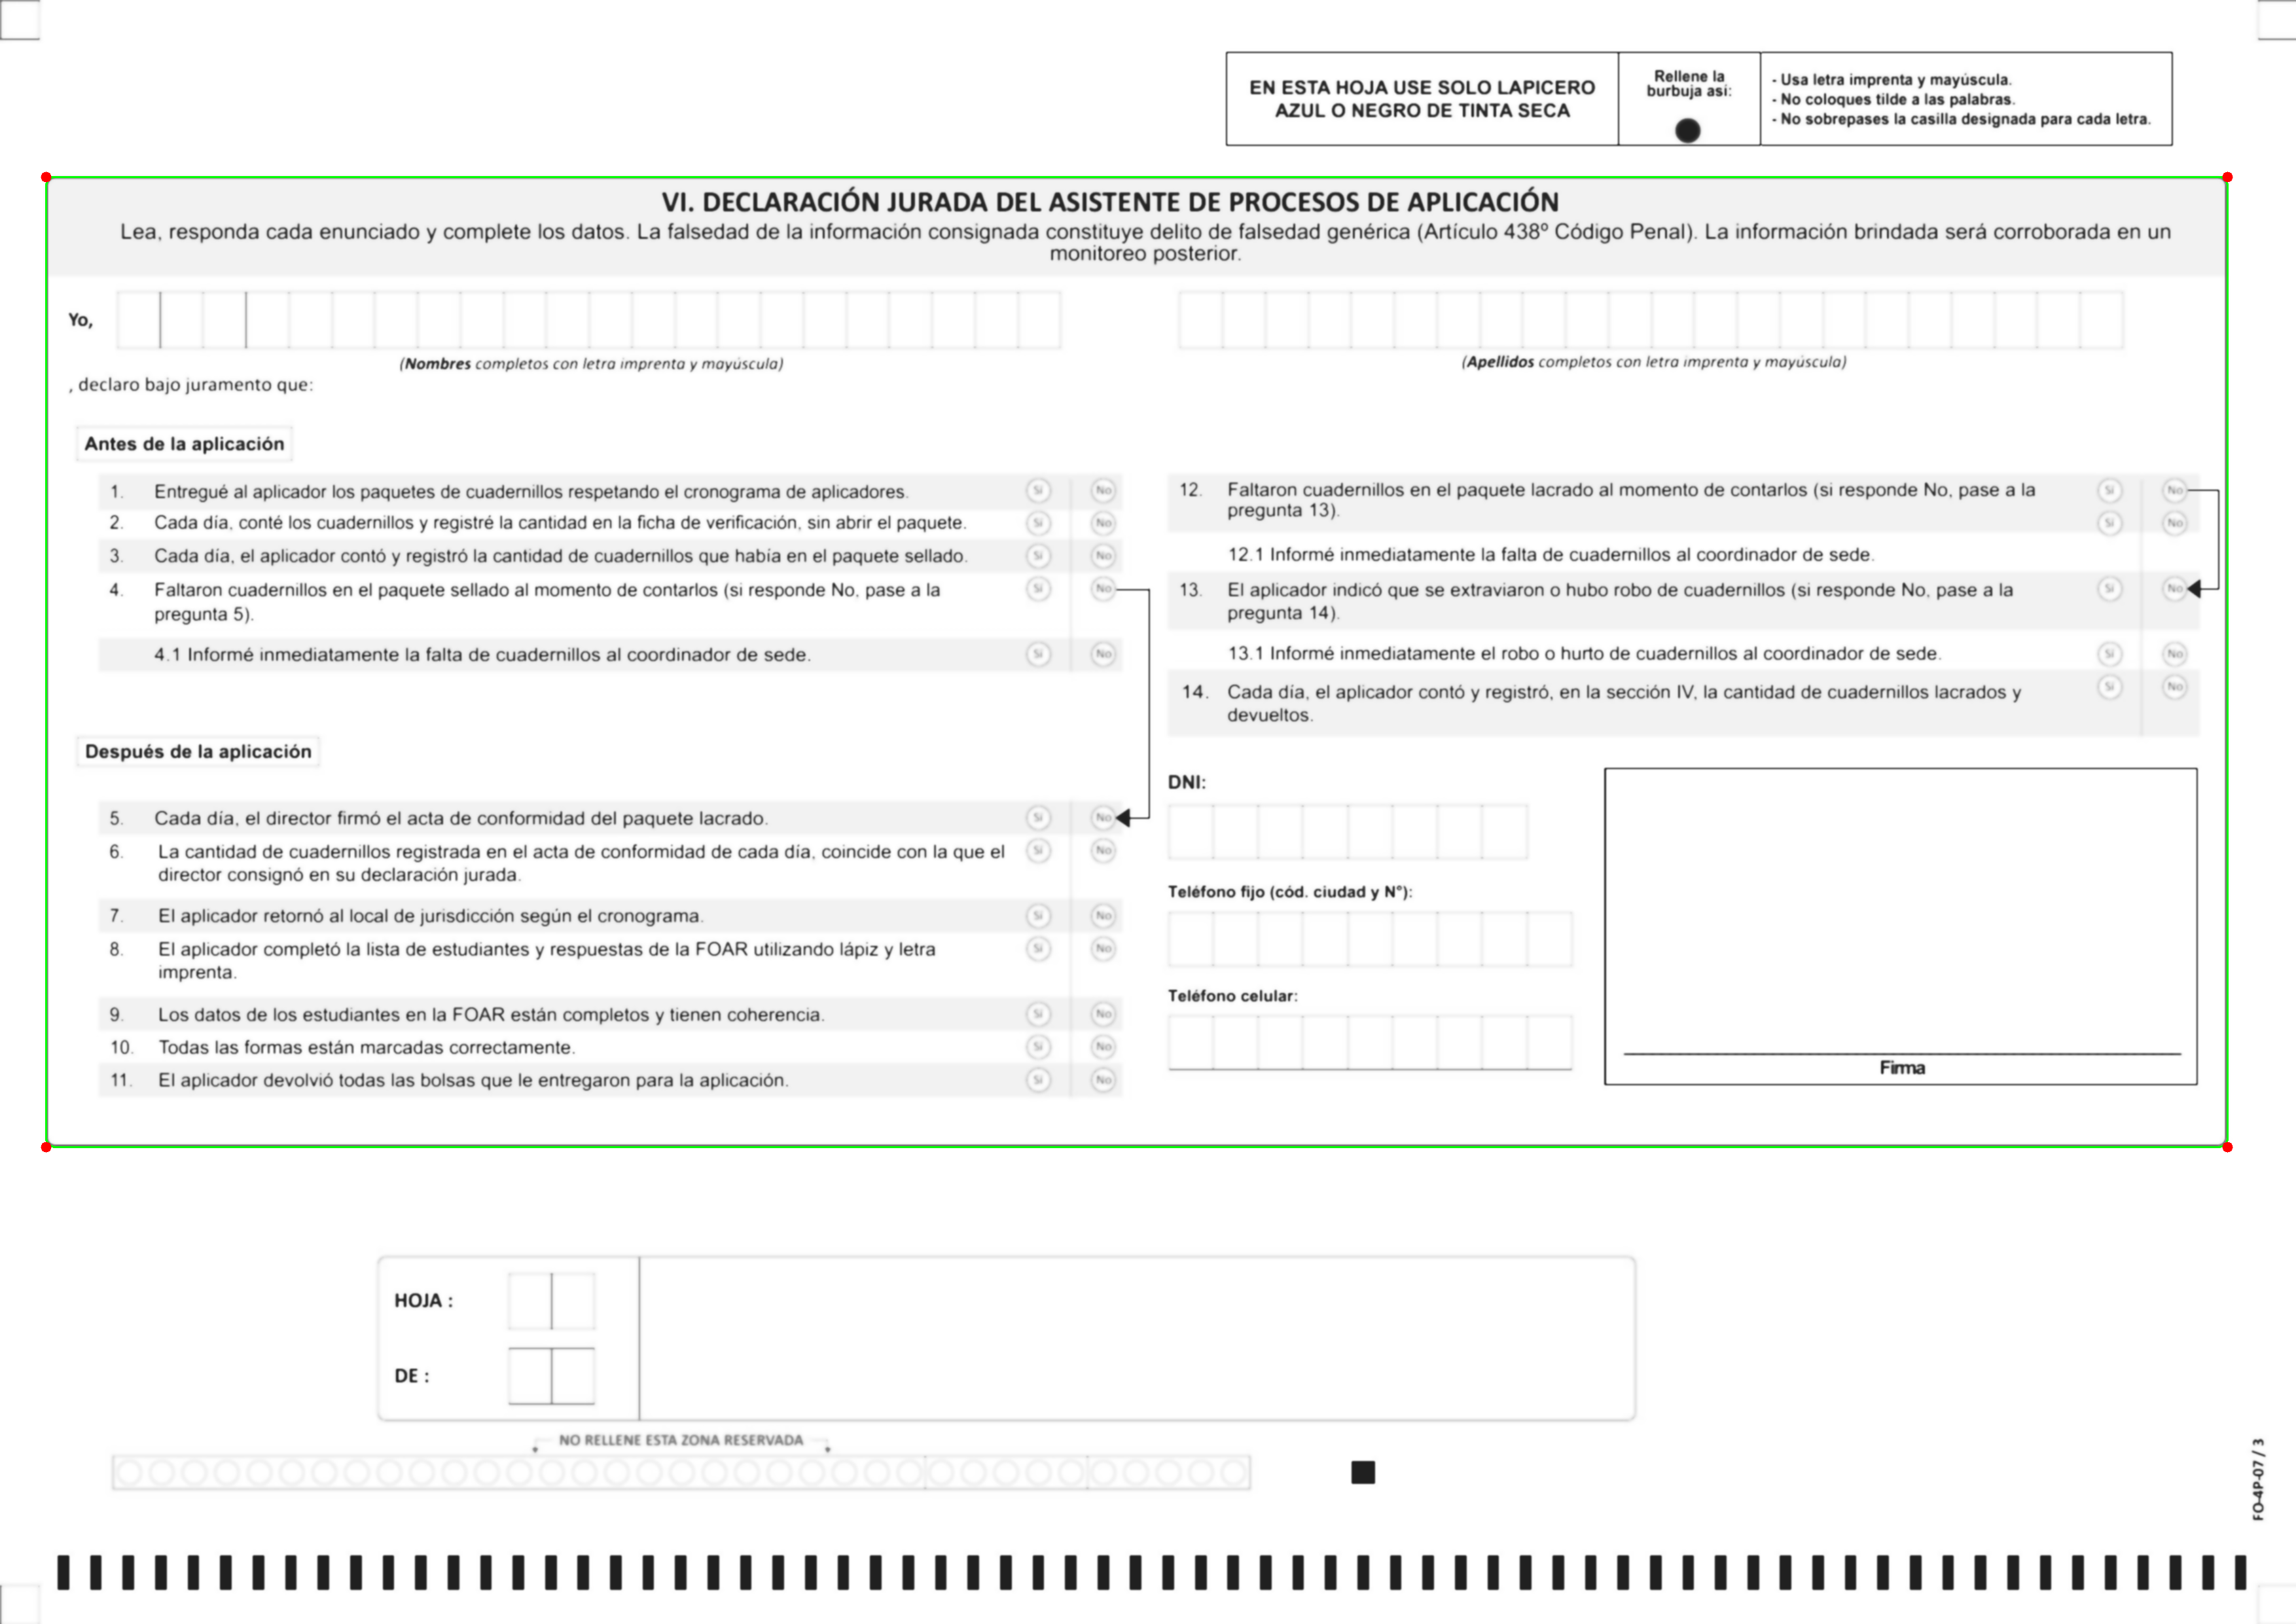 EN ESTA HOJA USE SOLO LAPICERO
AZUL O NEGRO DE TINTA SECA
Rellene la
burbuja así:
- Usa letra imprenta y mayúscula.
- No coloques tilde a las palabras.
- No sobrepases la casilla designada para cada letra.
VI. DECLARACIÓN JURADA DEL ASISTENTE DE PROCESOS DE APLICACIÓN
Lea, responda cada enunciado y complete los datos. La falsedad de la información consignada constituye delito de falsedad genérica (Artículo 438º Código Penal). La información brindada será corroborada en un
monitoreo posterior.
Yo,
(Nombres completos con letra imprenta y mayúscula)
(Apellidos completos con letra imprenta y mayúscula)
, declaro bajo juramento que:
Antes de la aplicación
1. Entregué al aplicador los paquetes de cuadernillos respetando el cronograma de aplicadores. Si No
2. Cada día, conté los cuadernillos y registré la cantidad en la ficha de verificación, sin abrir el paquete. Si No
3. Cada día, el aplicador contó y registró la cantidad de cuadernillos que había en el paquete sellado. Si No
4. Faltaron cuadernillos en el paquete sellado al momento de contarlos (si responde No, pase a la Si No
pregunta 5).
4.1 Informé inmediatamente la falta de cuadernillos al coordinador de sede. Si No
Después de la aplicación
5. Cada día, el director firmó el acta de conformidad del paquete lacrado. Si No
6. La cantidad de cuadernillos registrada en el acta de conformidad de cada día, coincide con la que el Si No
director consignó en su declaración jurada.
7. El aplicador retornó al local de jurisdicción según el cronograma. Si No
8. El aplicador completó la lista de estudiantes y respuestas de la FOAR utilizando lápiz y letra Si No
imprenta.
9. Los datos de los estudiantes en la FOAR están completos y tienen coherencia. Si No
10. Todas las formas están marcadas correctamente. Si No
11. El aplicador devolvió todas las bolsas que le entregaron para la aplicación. Si No
12. Faltaron cuadernillos en el paquete lacrado al momento de contarlos (si responde No, pase a la Si No
pregunta 13). Si No
12.1 Informé inmediatamente la falta de cuadernillos al coordinador de sede.
13. El aplicador indicó que se extraviaron o hubo robo de cuadernillos (si responde No, pase a la Si No
pregunta 14).
13.1 Informé inmediatamente el robo o hurto de cuadernillos al coordinador de sede. Si No
14. Cada día, el aplicador contó y registró, en la sección IV, la cantidad de cuadernillos lacrados y Si No
devueltos.
DNI:
Teléfono fijo (cód. ciudad y N°):
Teléfono celular:
Firma
HOJA :
DE :
NO RELLENE ESTA ZONA RESERVADA
FO-4P-07 / 3